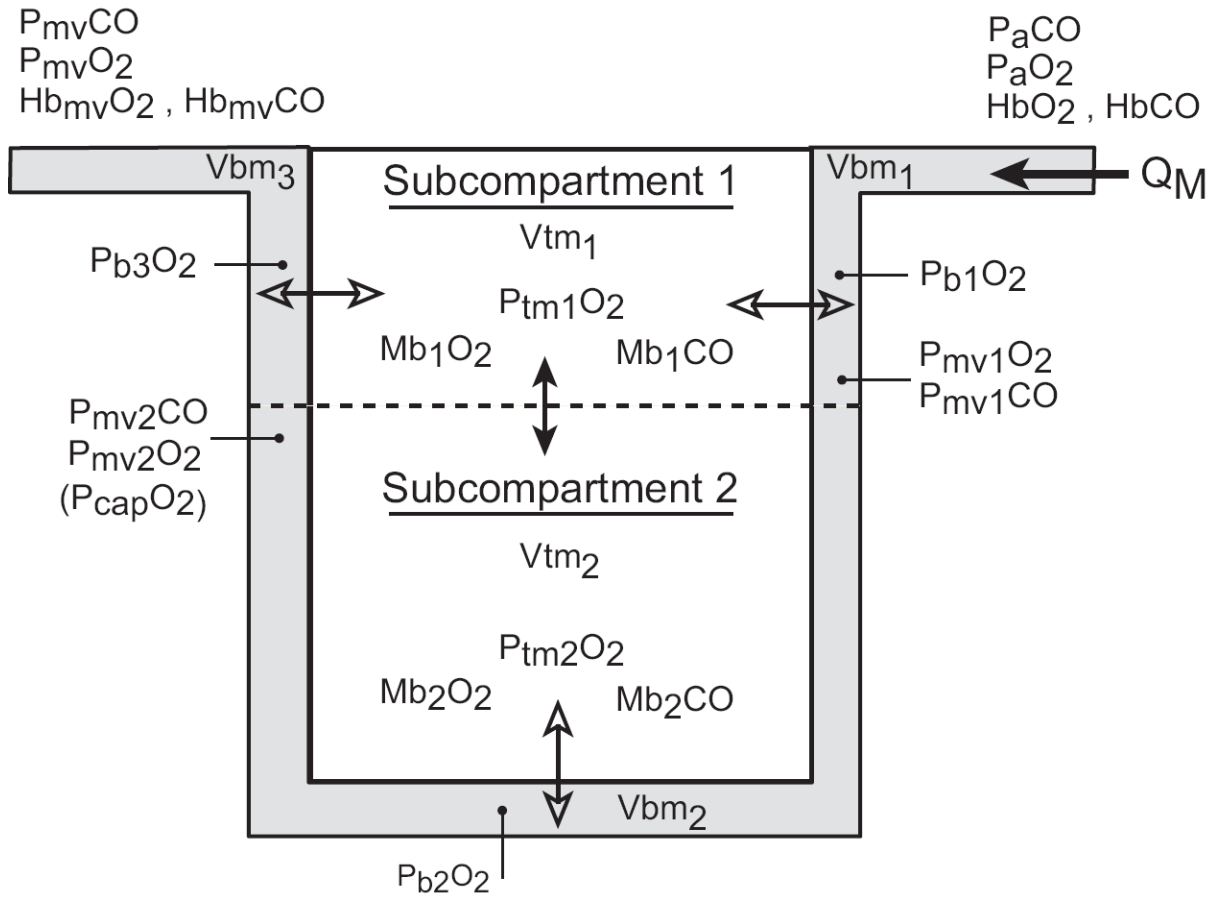 PmvCO
PmvO2
HbmvO2 , HbmvCO
PaCO
PaO2
HbO2 , HbCO
Vbm3
Subcompartment 1
Vbm1
QM
Vtm1
Pb3O2
Pb1O2
Ptm1O2
Mb1O2
Mb1CO
Pmv1O2
Pmv1CO
Pmv2CO
Pmv2O2
(PcapO2)
Subcompartment 2
Vtm2
Ptm2O2
Mb2O2
Mb2CO
Vbm2
Pb2O2